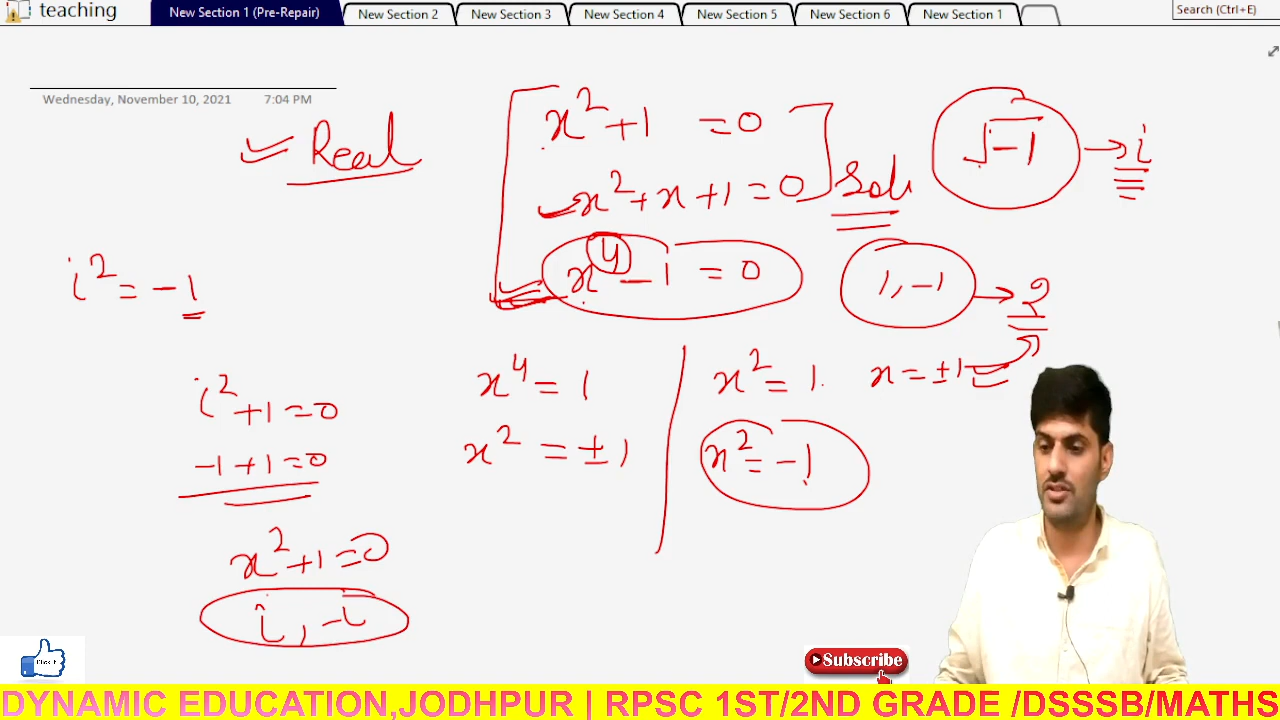 teaching
New Section 1 (Pre-Repair)
New Section 2
New Section 3
New Section 4
New Section 5
New Section 6
New Section 1
Search (Ctrl+E)
Wednesday, November 10, 2021 7:04 PM
Real
x² + 1 = 0
x² + x + 1 = 0
Sol
x⁴ - 1 = 0
√-1 → i
1, -1 → 2
i² = -1
i² + 1 = 0
-1 + 1 = 0
x² + 1 = 0
i, -i
x⁴ = 1
x² = ± 1
x² = 1.
x = ± 1
x² = -1
Click it
Subscribe
DYNAMIC EDUCATION,JODHPUR | RPSC 1ST/2ND GRADE /DSSSB/MATHS